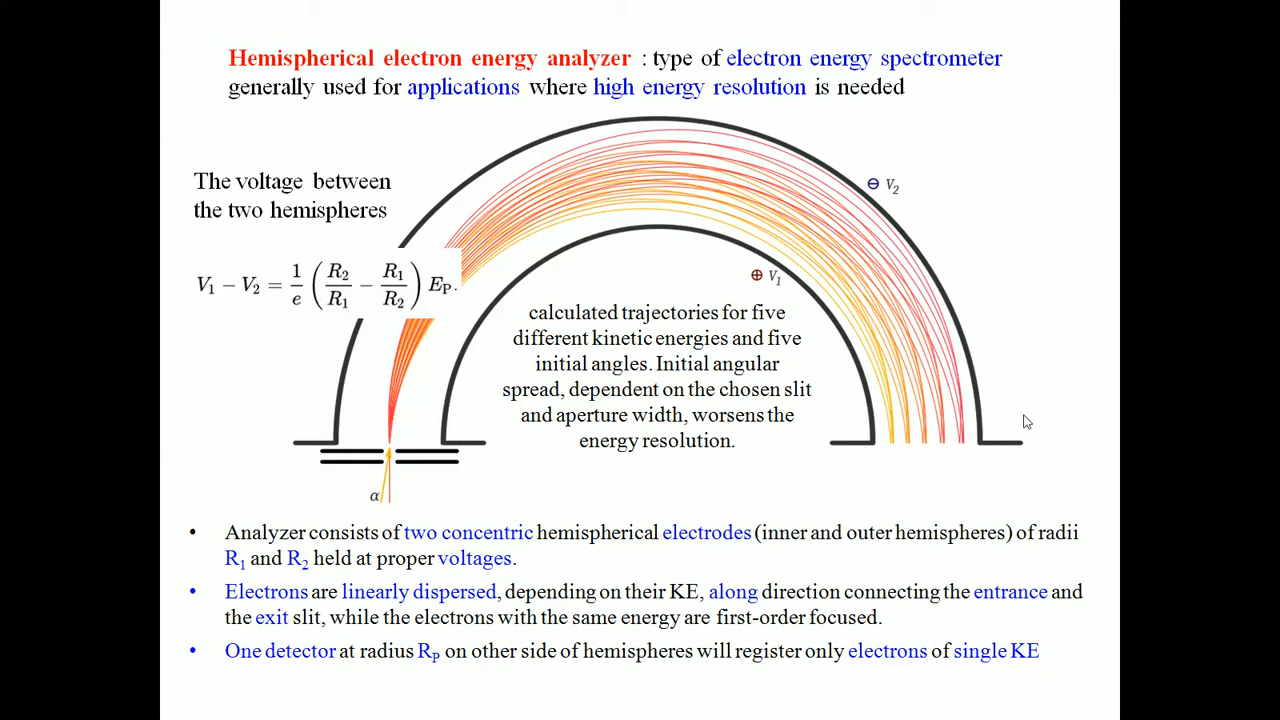 Hemispherical electron energy analyzer : type of electron energy spectrometer
generally used for applications where high energy resolution is needed
The voltage between
the two hemispheres
V₁ − V₂ = 1/e (R₂/R₁ − R₁/R₂) E_P.
⊖ V₂
⊕ V₁
calculated trajectories for five
different kinetic energies and five
initial angles. Initial angular
spread, dependent on the chosen slit
and aperture width, worsens the
energy resolution.
α
• Analyzer consists of two concentric hemispherical electrodes (inner and outer hemispheres) of radii
R₁ and R₂ held at proper voltages.
• Electrons are linearly dispersed, depending on their KE, along direction connecting the entrance and
the exit slit, while the electrons with the same energy are first-order focused.
• One detector at radius R_P on other side of hemispheres will register only electrons of single KE